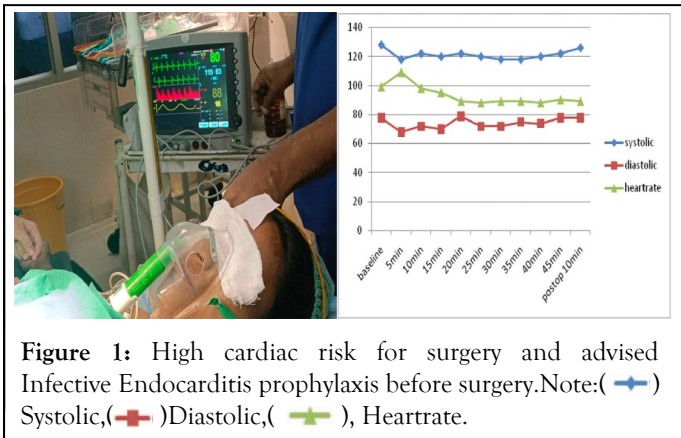 80
115 83
88
16
140
120
100
80
60
40
20
0
systolic
diastolic
heartrate
baseline
5min
10min
15min
20min
25min
30min
35min
40min
45min
postop 10min
Figure 1: High cardiac risk for surgery and advised
Infective Endocarditis prophylaxis before surgery.Note:( )
Systolic,( )Diastolic,( ), Heartrate.